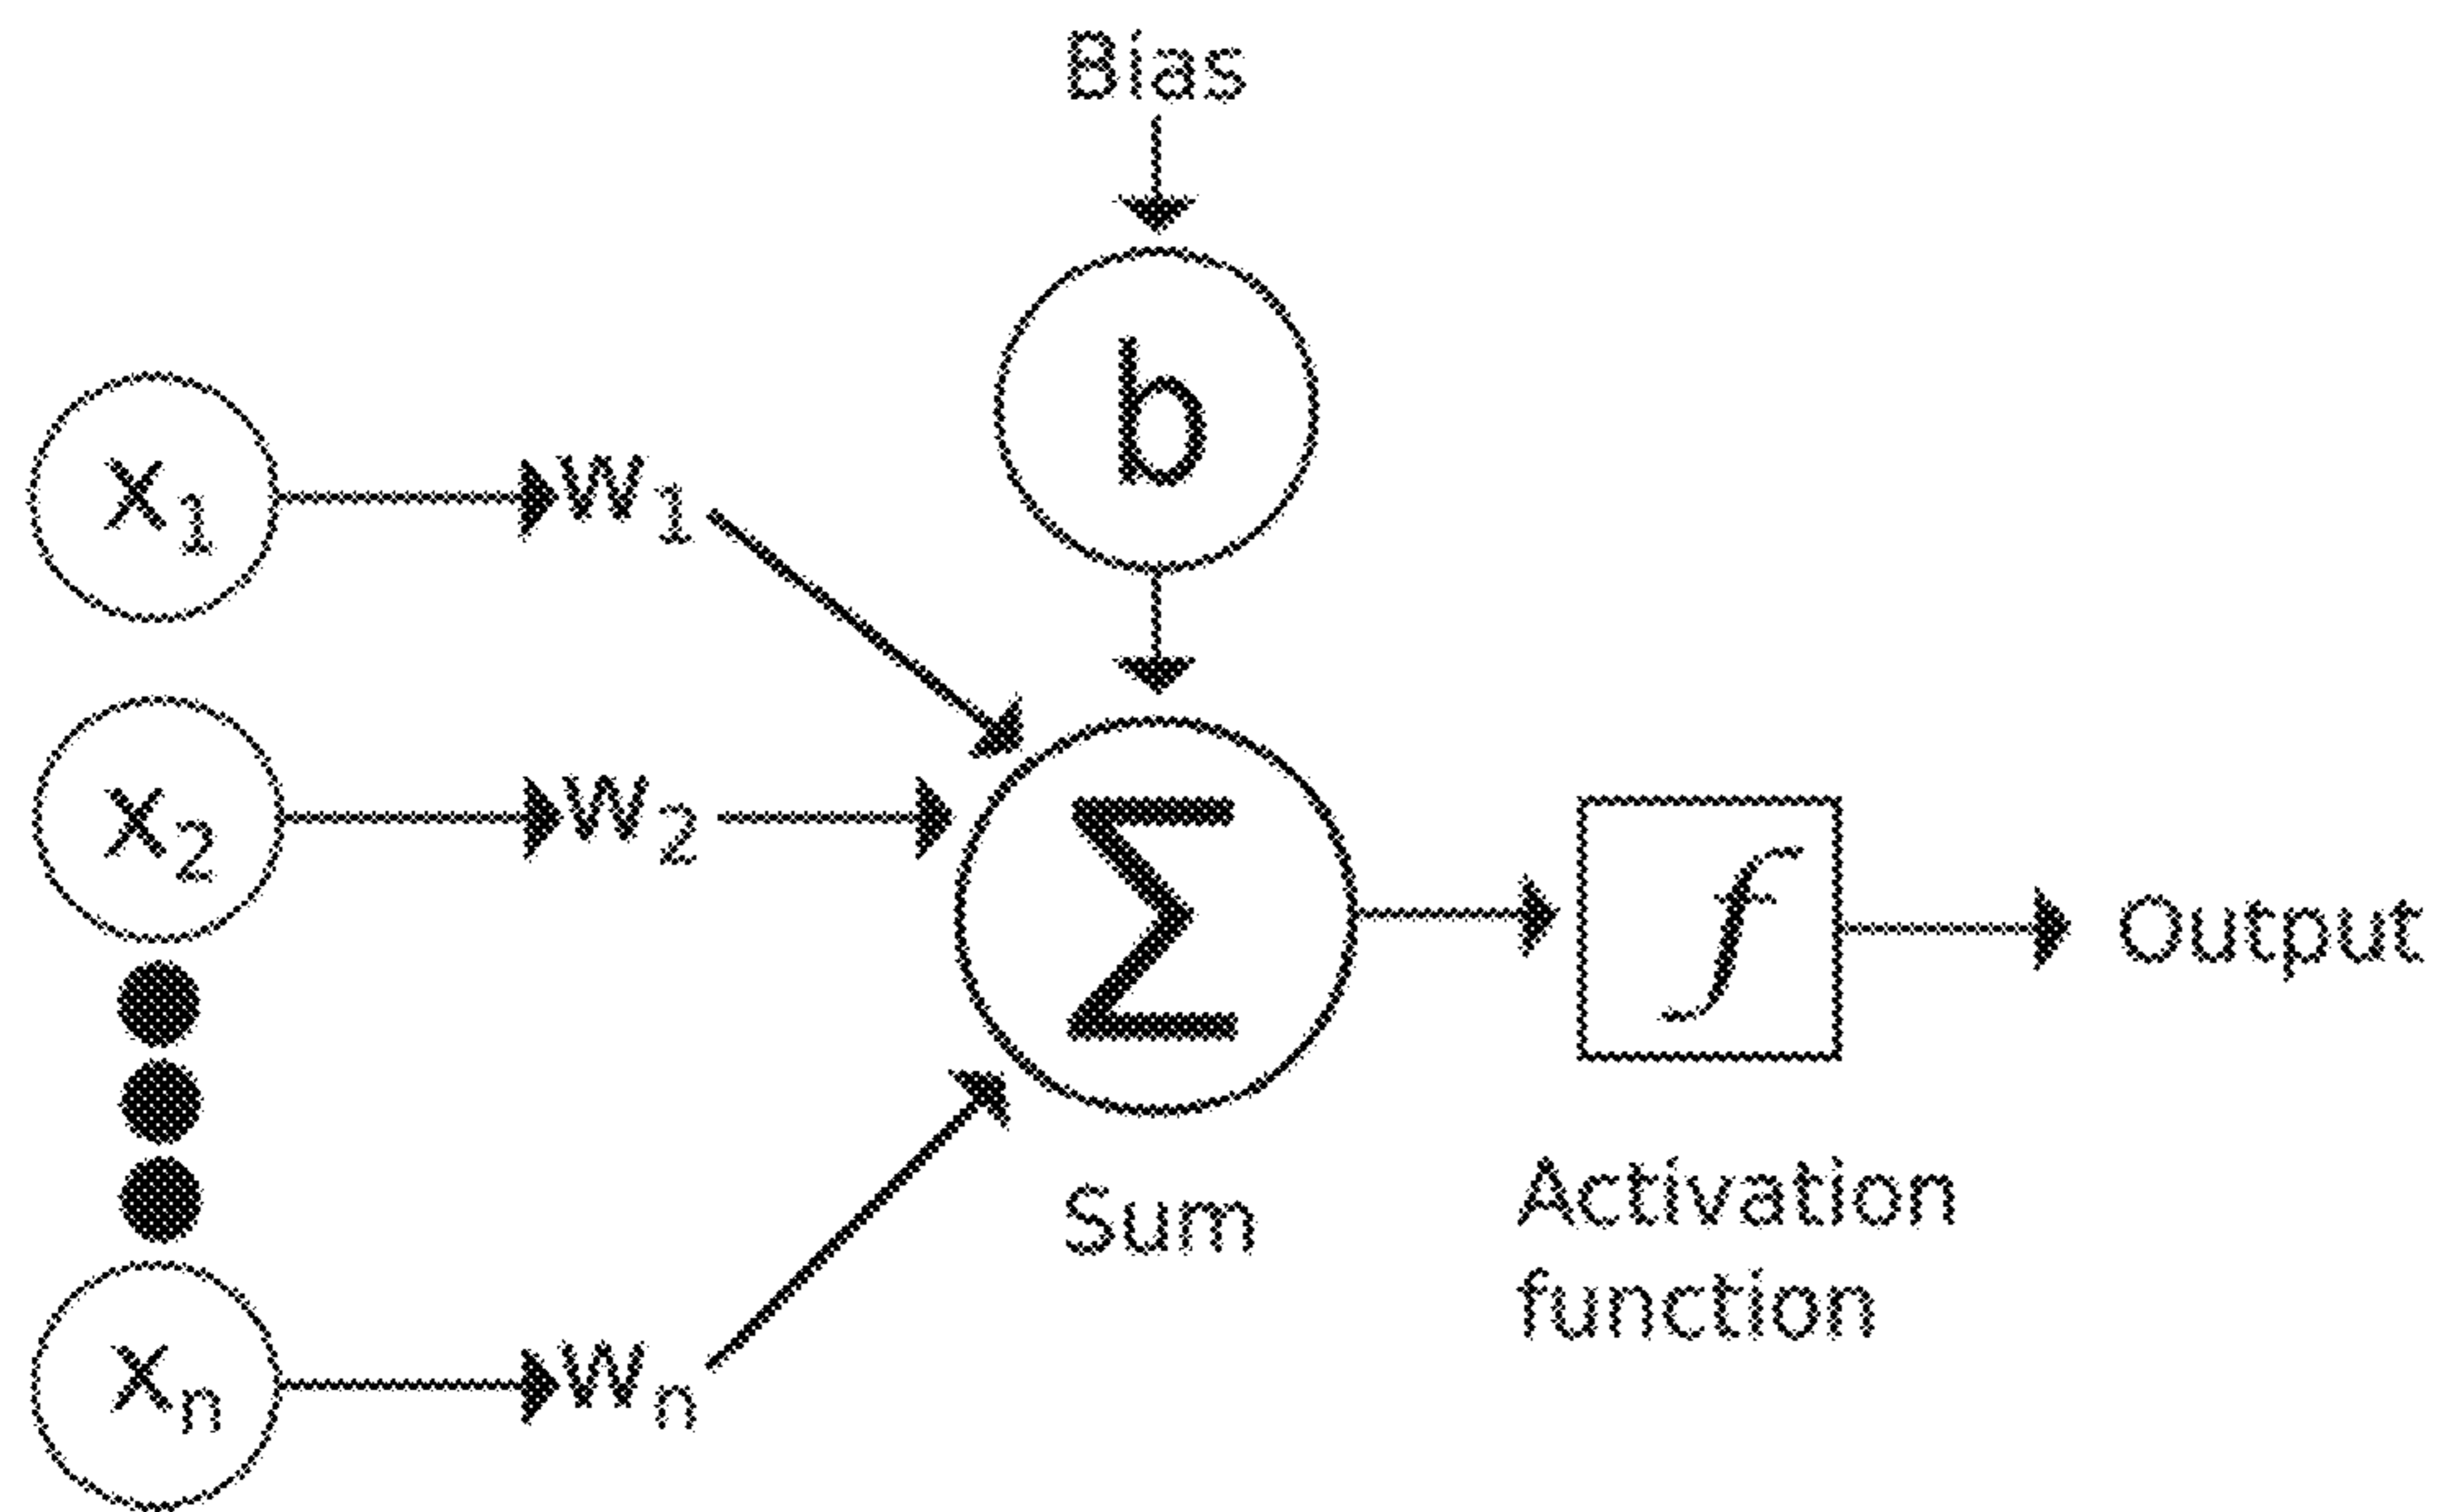 Bias
b
x1
w1
x2
w2
Σ
f
Output
Sum
Activation
function
xn
wn